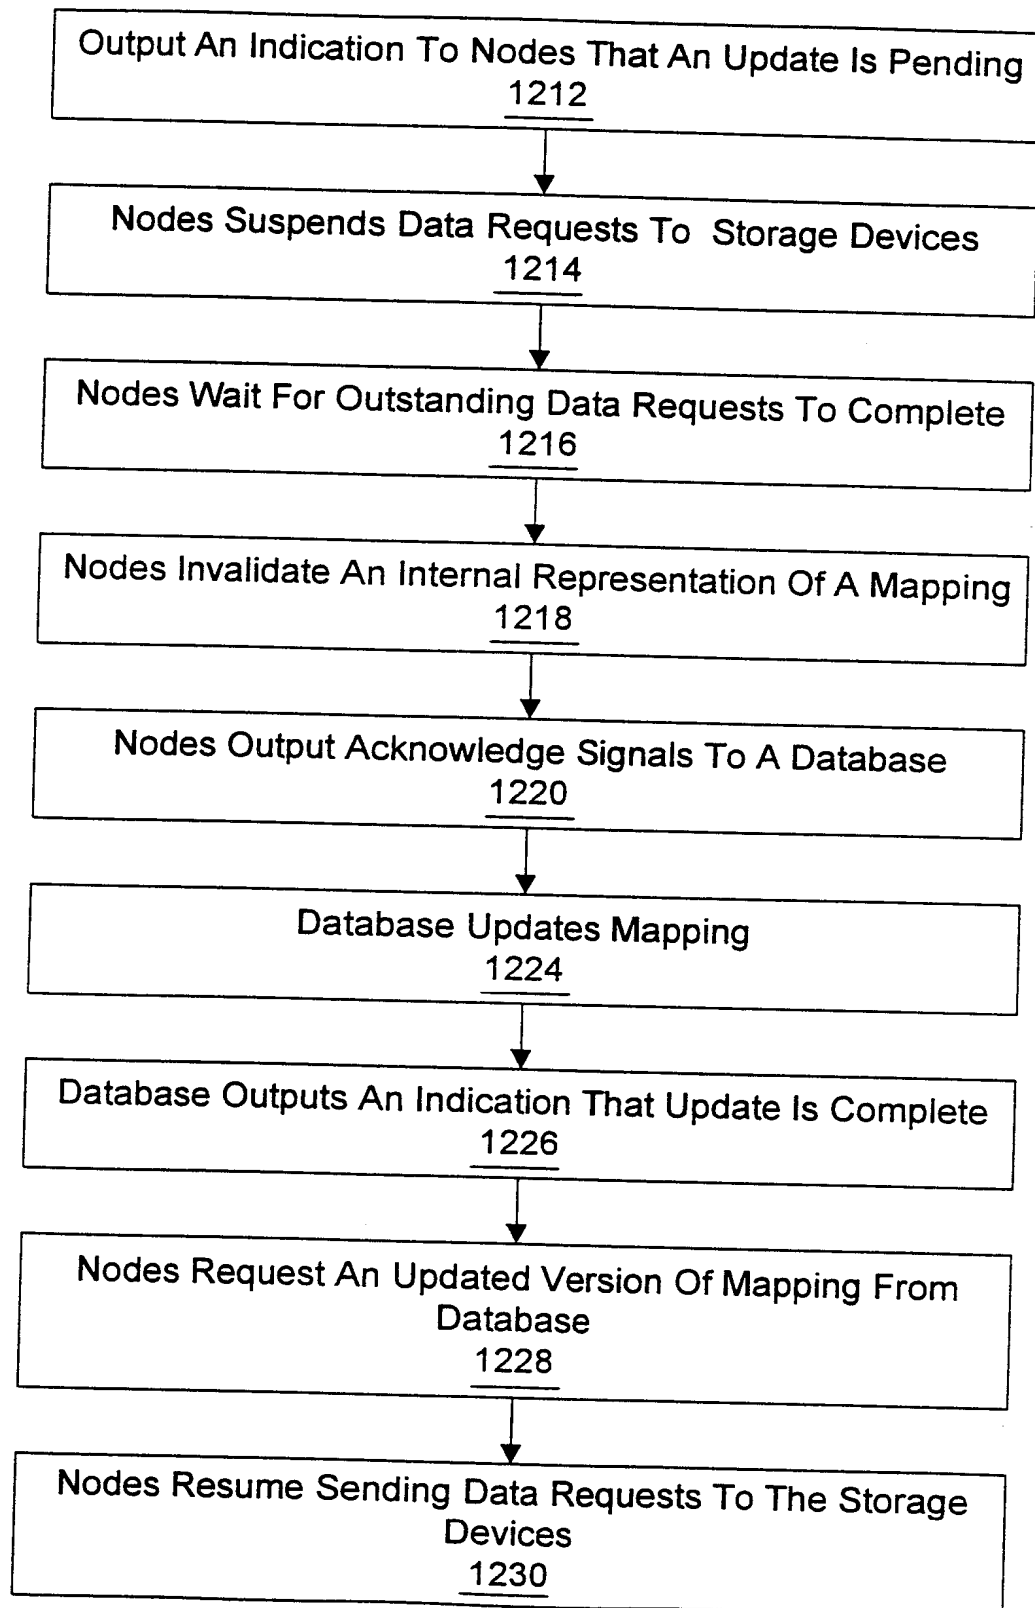 Output An Indication To Nodes That An Update Is Pending
1212
Nodes Suspends Data Requests To Storage Devices
1214
Nodes Wait For Outstanding Data Requests To Complete
1216
Nodes Invalidate An Internal Representation Of A Mapping
1218
Nodes Output Acknowledge Signals To A Database
1220
Database Updates Mapping
1224
Database Outputs An Indication That Update Is Complete
1226
Nodes Request An Updated Version Of Mapping From
Database
1228
Nodes Resume Sending Data Requests To The Storage
Devices
1230